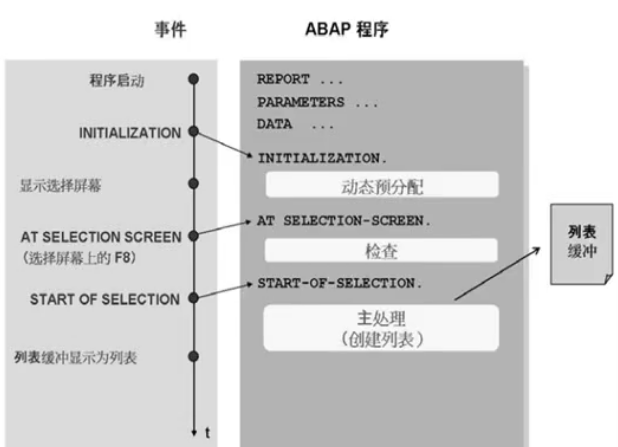 事件
ABAP 程序
程序启动
INITIALIZATION
显示选择屏幕
AT SELECTION SCREEN
(选择屏幕上的 F8)
START OF SELECTION
列表缓冲显示为列表
t
REPORT ...
PARAMETERS ...
DATA ...
INITIALIZATION.
动态预分配
AT SELECTION-SCREEN.
检查
START-OF-SELECTION.
主处理
(创建列表)
列表
缓冲